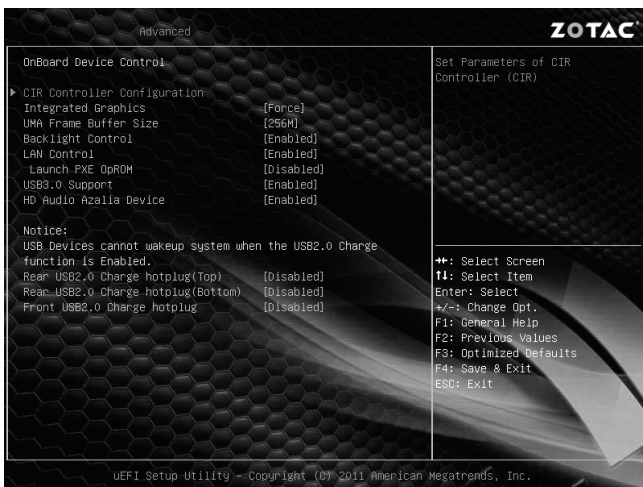 Advanced
ZOTAC
OnBoard Device Control
CIR Controller Configuration
Integrated Graphics [Force]
UMA Frame Buffer Size [256M]
Backlight Control [Enabled]
LAN Control [Enabled]
Launch PXE OpROM [Disabled]
USB3.0 Support [Enabled]
HD Audio Azalia Device [Enabled]
Notice:
USB Devices cannot wakeup system when the USB2.0 Charge
function is Enabled.
Rear USB2.0 Charge hotplug(Top) [Disabled]
Rear USB2.0 Charge hotplug(Bottom) [Disabled]
Front USB2.0 Charge hotplug [Disabled]
Set Parameters of CIR
Controller (CIR)
→←: Select Screen
↑↓: Select Item
Enter: Select
+/-: Change Opt.
F1: General Help
F2: Previous Values
F3: Optimized Defaults
F4: Save & Exit
ESC: Exit
uEFI Setup Utility - Copyright (C) 2011 American Megatrends, Inc.